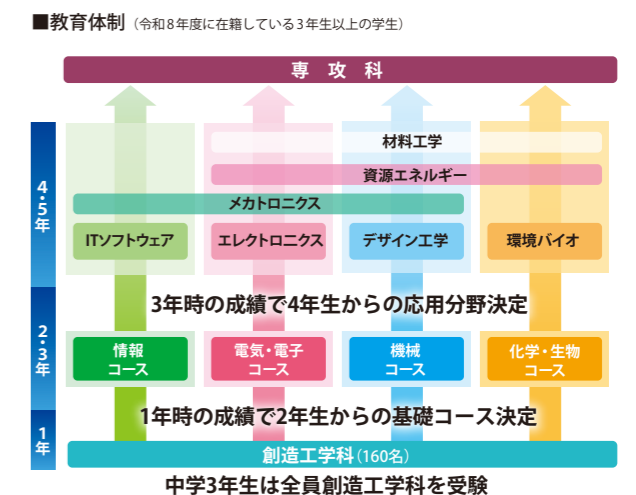 ■教育体制（令和8年度に在籍している3年生以上の学生）
専攻科
材料工学
資源エネルギー
メカトロニクス
4・5年
ITソフトウェア
エレクトロニクス
デザイン工学
環境バイオ
3年時の成績で4年生からの応用分野決定
2・3年
情報
コース
電気・電子
コース
機械
コース
化学・生物
コース
1年時の成績で2年生からの基礎コース決定
1年
創造工学科（160名）
中学3年生は全員創造工学科を受験